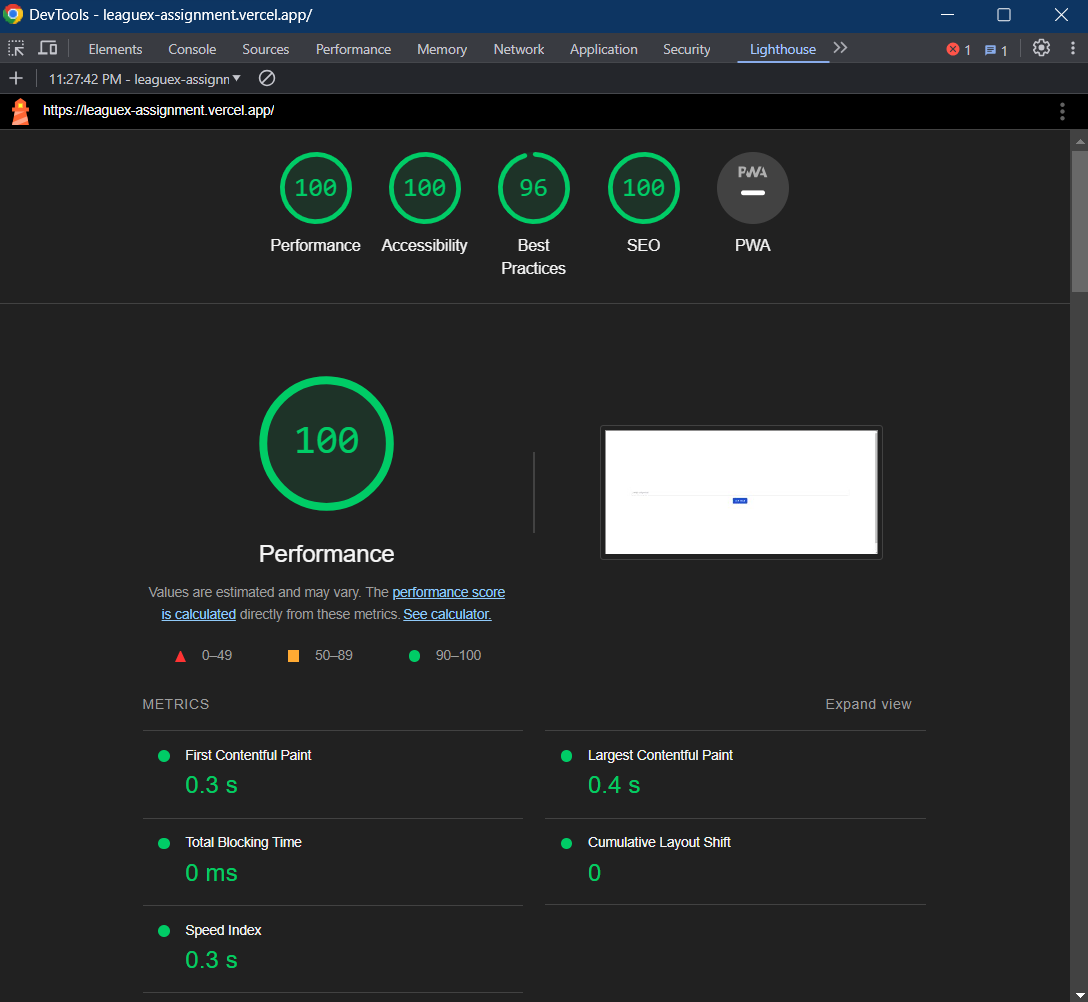 DevTools - leaguex-assignment.vercel.app/
Elements Console Sources Performance Memory Network Application Security Lighthouse 1 1
11:27:42 PM - leaguex-assignm
https://leaguex-assignment.vercel.app/
100 100 96 100 PWA
Performance Accessibility Best Practices SEO PWA
100
Performance
Values are estimated and may vary. The performance score
is calculated directly from these metrics. See calculator.
0–49 50–89 90–100
METRICS Expand view
First Contentful Paint Largest Contentful Paint
0.3 s 0.4 s
Total Blocking Time Cumulative Layout Shift
0 ms 0
Speed Index
0.3 s